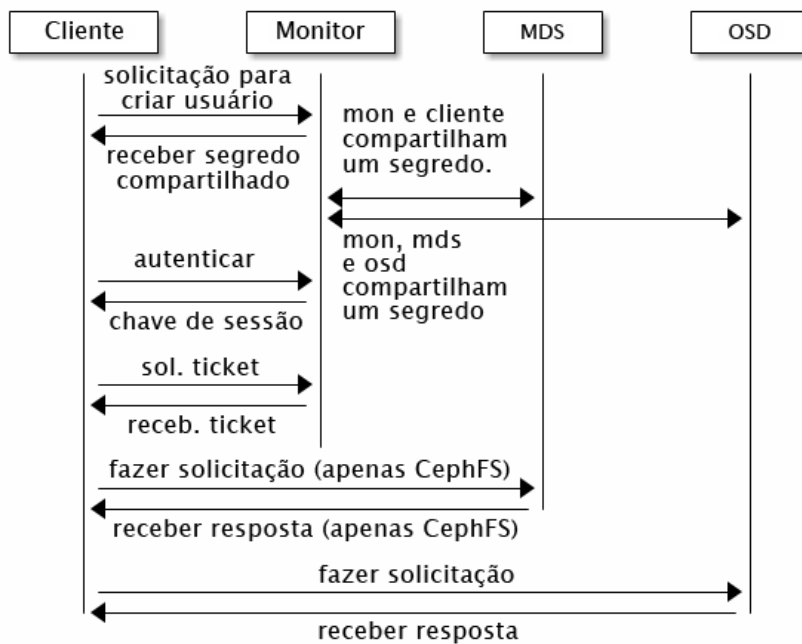 Cliente
Monitor
MDS
OSD
solicitação para
criar usuário
receber segredo
compartilhado
mon e cliente
compartilham
um segredo.
mon, mds
e osd
compartilham
um segredo
autenticar
chave de sessão
sol. ticket
receb. ticket
fazer solicitação (apenas CephFS)
receber resposta (apenas CephFS)
fazer solicitação
receber resposta